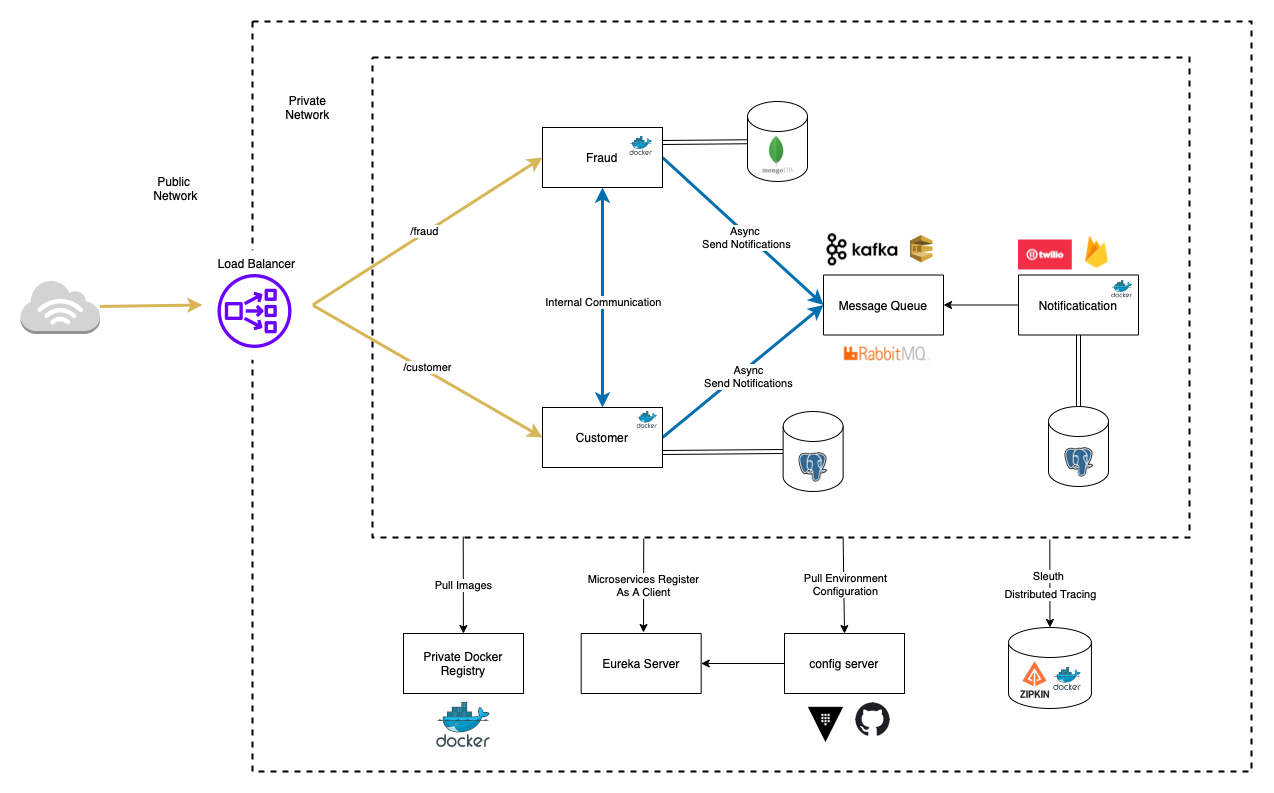 Private
Network
Public
Network
Load Balancer
/fraud
/customer
Fraud
docker
mongoDB
Async
Send Notifications
Internal Communication
kafka
twilio
Message Queue
RabbitMQ
Notificatication
docker
Async
Send Notifications
Customer
docker
Pull Images
Microservices Register
As A Client
Pull Environment
Configuration
Sleuth
Distributed Tracing
Private Docker
Registry
Eureka Server
config server
ZIPKIN
docker
docker